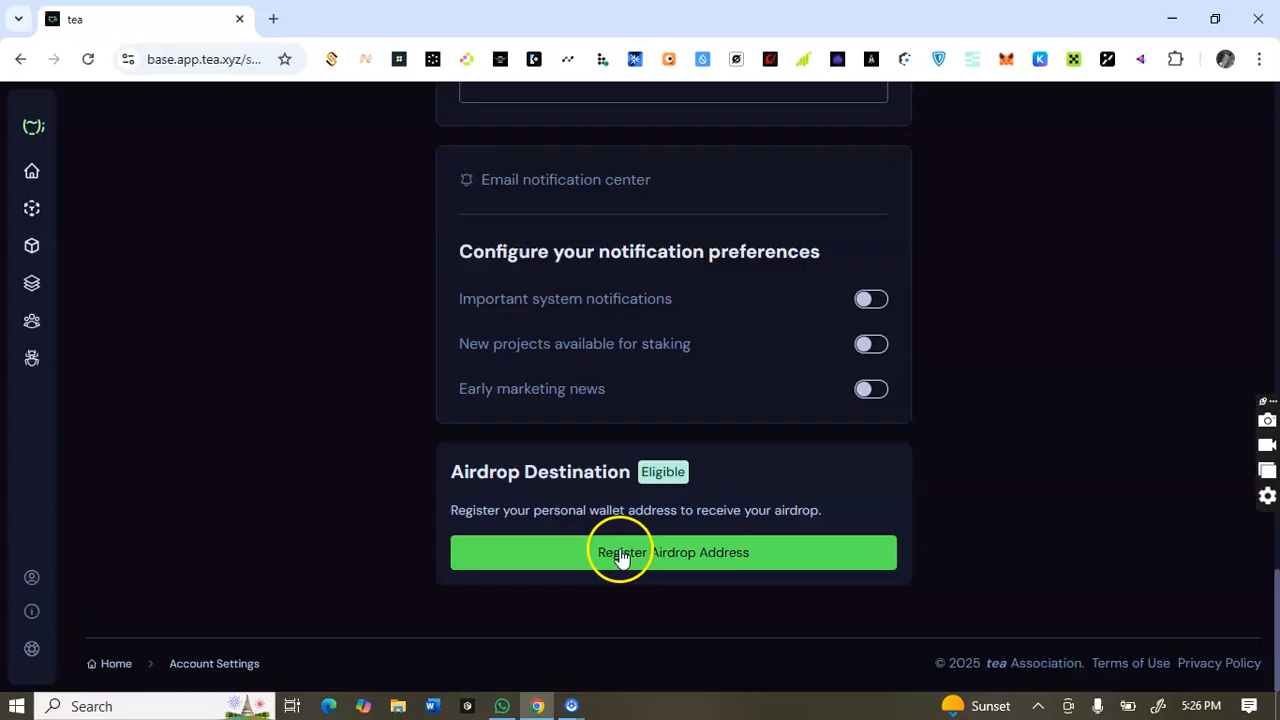 tea
base.app.tea.xyz/s...
Email notification center
Configure your notification preferences
Important system notifications
New projects available for staking
Early marketing news
Airdrop Destination Eligible
Register your personal wallet address to receive your airdrop.
Register Airdrop Address
Home > Account Settings
© 2025 tea Association. Terms of Use Privacy Policy
Search
Sunset
5:26 PM